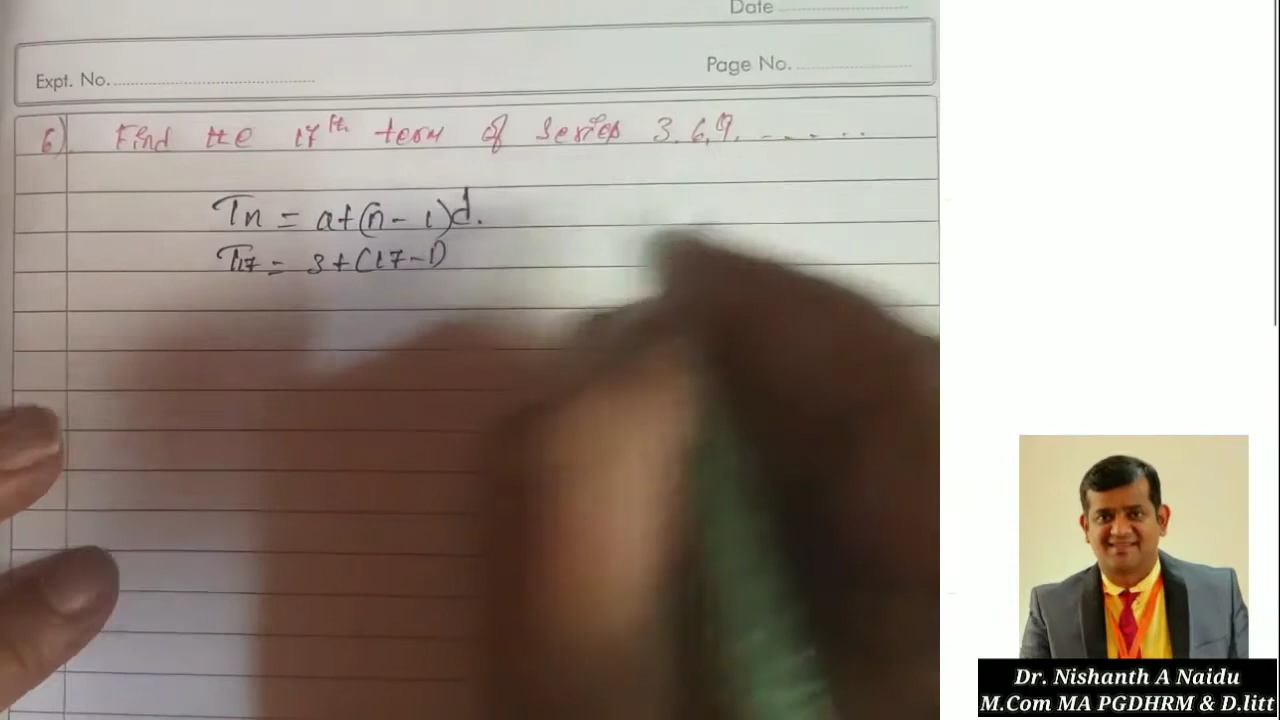 Date
Expt. No.
Page No.
6) Find the 17th term of series 3, 6, 9, ........
Tn = a+(n-1)d.
T17 = 3+(17-1)
Dr. Nishanth A Naidu
M.Com MA PGDHRM & D.litt